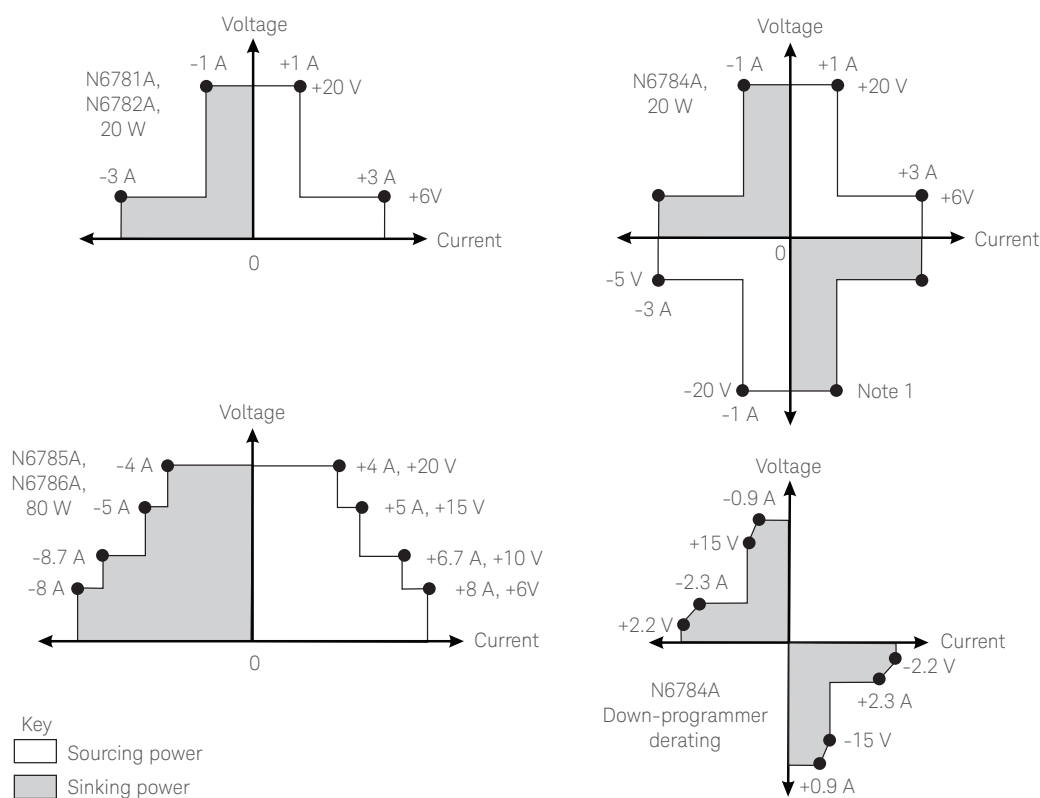 Voltage
-1 A
+1 A
N6781A,
N6782A,
20 W
+20 V
-3 A
+3 A
+6V
Current
0
Voltage
-1 A
+1 A
N6784A,
20 W
+20 V
+3 A
+6V
Current
0
-5 V
-3 A
-20 V
-1 A
Note 1
Voltage
N6785A,
N6786A,
80 W
-4 A
+4 A, +20 V
-5 A
+5 A, +15 V
-8.7 A
+6.7 A, +10 V
-8 A
+8 A, +6V
Current
0
Voltage
-0.9 A
+15 V
-2.3 A
+2.2 V
Current
-2.2 V
+2.3 A
N6784A
Down-programmer
derating
-15 V
+0.9 A
Key
Sourcing power
Sinking power